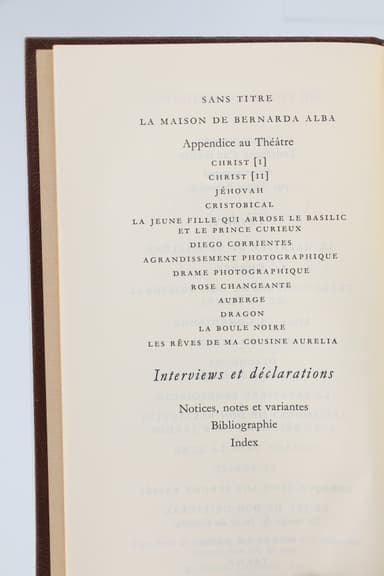 SANS TITRE
LA MAISON DE BERNARDA ALBA
Appendice au Théâtre
CHRIST [I]
CHRIST [II]
JÉHOVAH
CRISTOBICAL
LA JEUNE FILLE QUI ARROSE LE BASILIC
ET LE PRINCE CURIEUX
DIEGO CORRIENTES
AGRANDISSEMENT PHOTOGRAPHIQUE
DRAME PHOTOGRAPHIQUE
ROSE CHANGEANTE
AUBERGE
DRAGON
LA BOULE NOIRE
LES RÊVES DE MA COUSINE AURELIA
Interviews et déclarations
Notices, notes et variantes
Bibliographie
Index